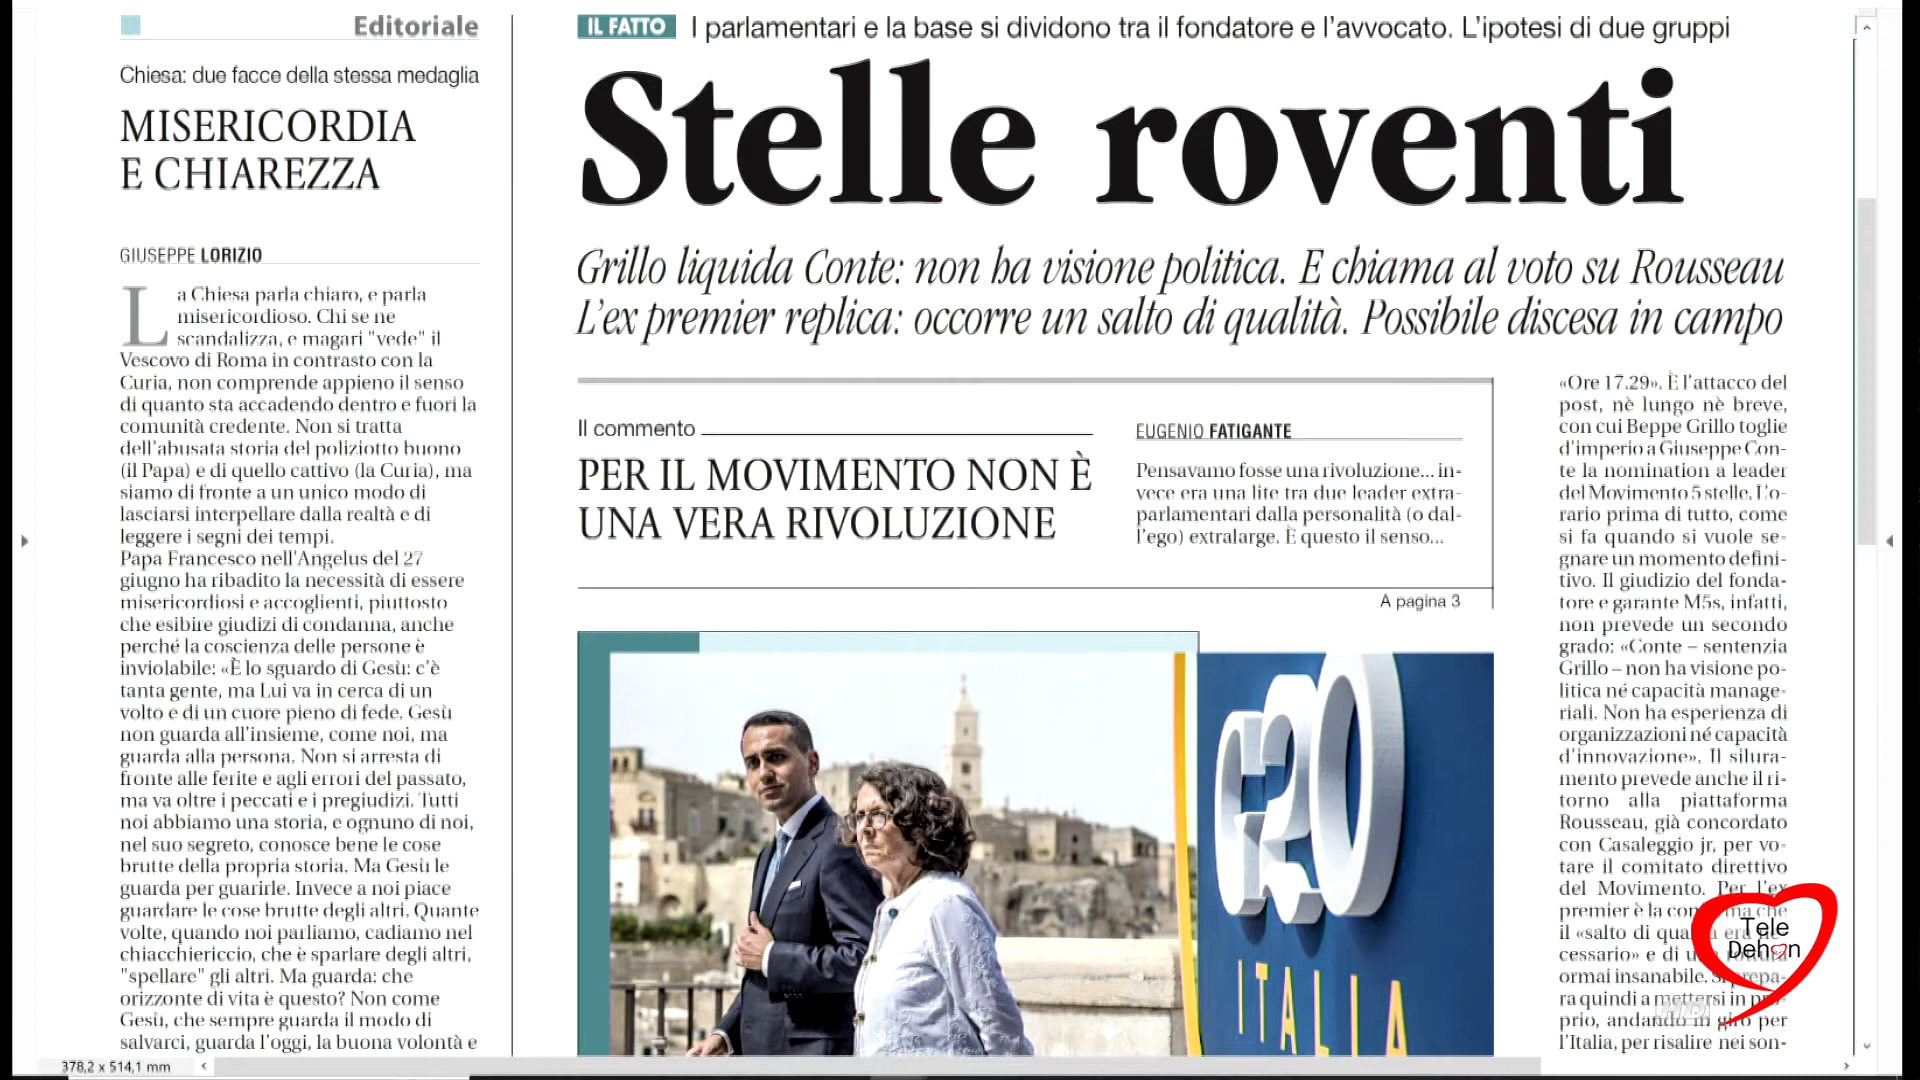 Editoriale
Chiesa: due facce della stessa medaglia
MISERICORDIA
E CHIAREZZA
GIUSEPPE LORIZIO
La Chiesa parla chiaro, e parla
misericordioso. Chi se ne
scandalizza, e magari "vede" il
Vescovo di Roma in contrasto con la
Curia, non comprende appieno il senso
di quanto sta accadendo dentro e fuori la
comunità credente. Non si tratta
dell'abusata storia del poliziotto buono
(il Papa) e di quello cattivo (la Curia), ma
siamo di fronte a un unico modo di
lasciarsi interpellare dalla realtà e di
leggere i segni dei tempi.
Papa Francesco nell'Angelus del 27
giugno ha ribadito la necessità di essere
misericordiosi e accoglienti, piuttosto
che esibire giudizi di condanna, anche
perché la coscienza delle persone è
inviolabile: «È lo sguardo di Gesù: c'è
tanta gente, ma Lui va in cerca di un
volto e di un cuore pieno di fede. Gesù
non guarda all'insieme, come noi, ma
guarda alla persona. Non si arresta di
fronte alle ferite e agli errori del passato,
ma va oltre i peccati e i pregiudizi. Tutti
noi abbiamo una storia, e ognuno di noi,
nel suo segreto, conosce bene le cose
brutte della propria storia. Ma Gesù le
guarda per guarirle. Invece a noi piace
guardare le cose brutte degli altri. Quante
volte, quando noi parliamo, cadiamo nel
chiacchiericcio, che è sparlare degli altri,
"spellare" gli altri. Ma guarda: che
orizzonte di vita è questo? Non come
Gesù, che sempre guarda il modo di
salvarci, guarda l'oggi, la buona volontà e
IL FATTO I parlamentari e la base si dividono tra il fondatore e l'avvocato. L'ipotesi di due gruppi
Stelle roventi
Grillo liquida Conte: non ha visione politica. E chiama al voto su Rousseau
L'ex premier replica: occorre un salto di qualità. Possibile discesa in campo
Il commento
PER IL MOVIMENTO NON È
UNA VERA RIVOLUZIONE
EUGENIO FATIGANTE
Pensavamo fosse una rivoluzione... in-
vece era una lite tra due leader extra-
parlamentari dalla personalità (o dal-
l'ego) extralarge. È questo il senso...
A pagina 3
G20
ITALIA
«Ore 17.29». È l'attacco del
post, nè lungo nè breve,
con cui Beppe Grillo toglie
d'imperio a Giuseppe Con-
te la nomination a leader
del Movimento 5 stelle. L'o-
rario prima di tutto, come
si fa quando si vuole se-
gnare un momento defini-
tivo. Il giudizio del fonda-
tore e garante M5s, infatti,
non prevede un secondo
grado: «Conte – sentenzia
Grillo – non ha visione po-
litica né capacità manage-
riali. Non ha esperienza di
organizzazioni né capacità
d'innovazione». Il silura-
mento prevede anche il ri-
torno alla piattaforma
Rousseau, già concordato
con Casaleggio jr, per vo-
tare il comitato direttivo
del Movimento. Per l'ex
premier è la conferma che
il «salto di qualità era ne-
cessario» e di una rottura
ormai insanabile. Si prepa-
ra quindi a mettersi in pro-
prio, andando in giro per
l'Italia, per risalire nei son-
Tele
Dehon
HD
378,2 x 514,1 mm